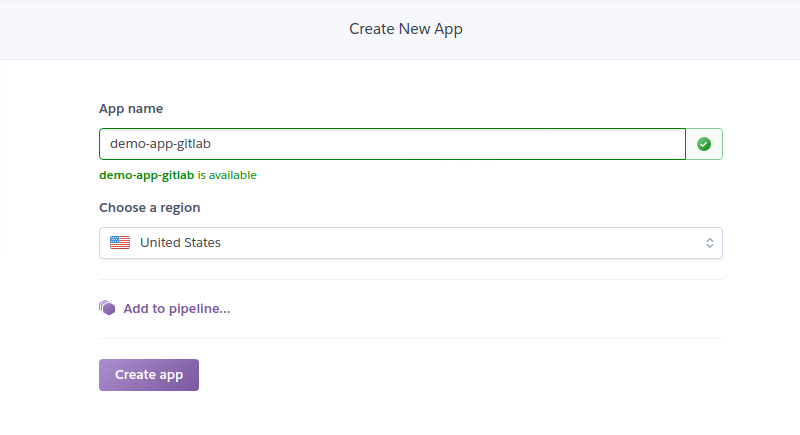 Create New App
App name
demo-app-gitlab
demo-app-gitlab is available
Choose a region
United States
Add to pipeline...
Create app